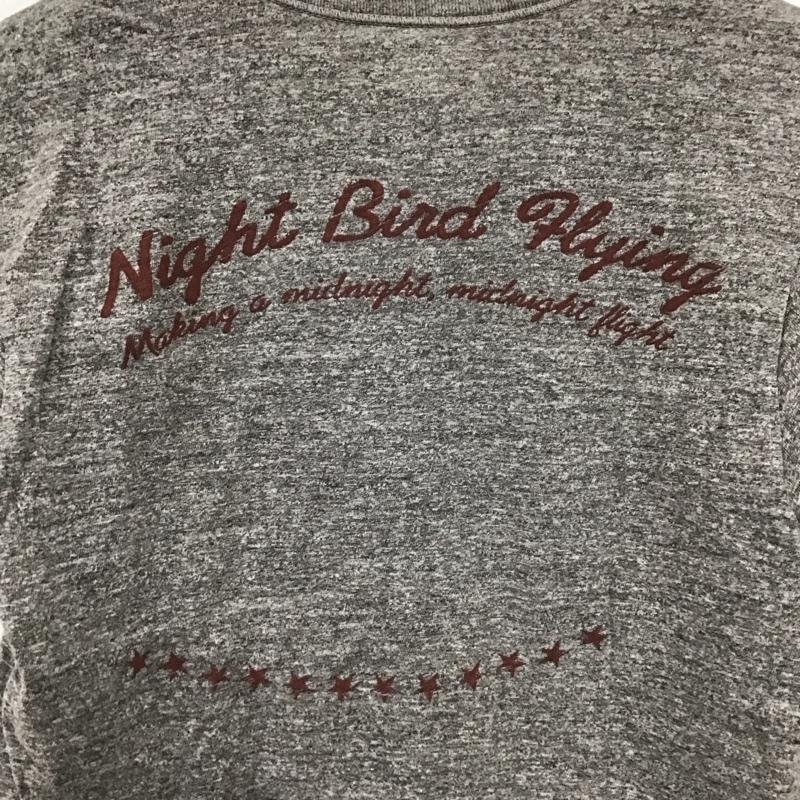 Night Bird Flying
Making a midnight, midnight flight